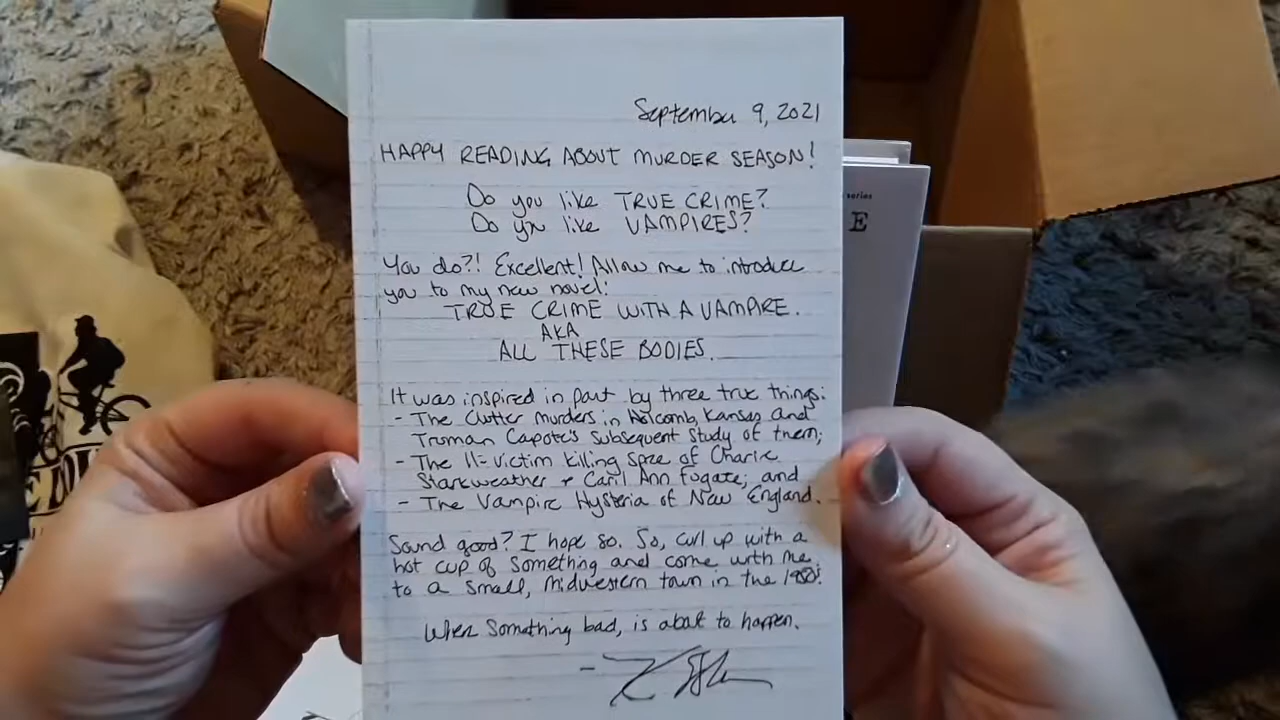 September 9, 2021
HAPPY READING ABOUT MURDER SEASON!
Do you like TRUE CRIME?
Do you like VAMPIRES?
You do?! Excellent! Allow me to introduce
you to my new novel:
TRUE CRIME WITH A VAMPIRE.
AKA
ALL THESE BODIES.
It was inspired in part by three true things:
- The Clutter murders in Holcomb, Kansas and
Truman Capote's subsequent study of them;
- The 11-victim killing spree of Charlie
Starkweather + Caril Ann Fugate; and
- The Vampire Hysteria of New England.
Sound good? I hope so. So, curl up with a
hot cup of something and come with me
to a small, midwestern town in the
When something bad, is about to happen.
series
E